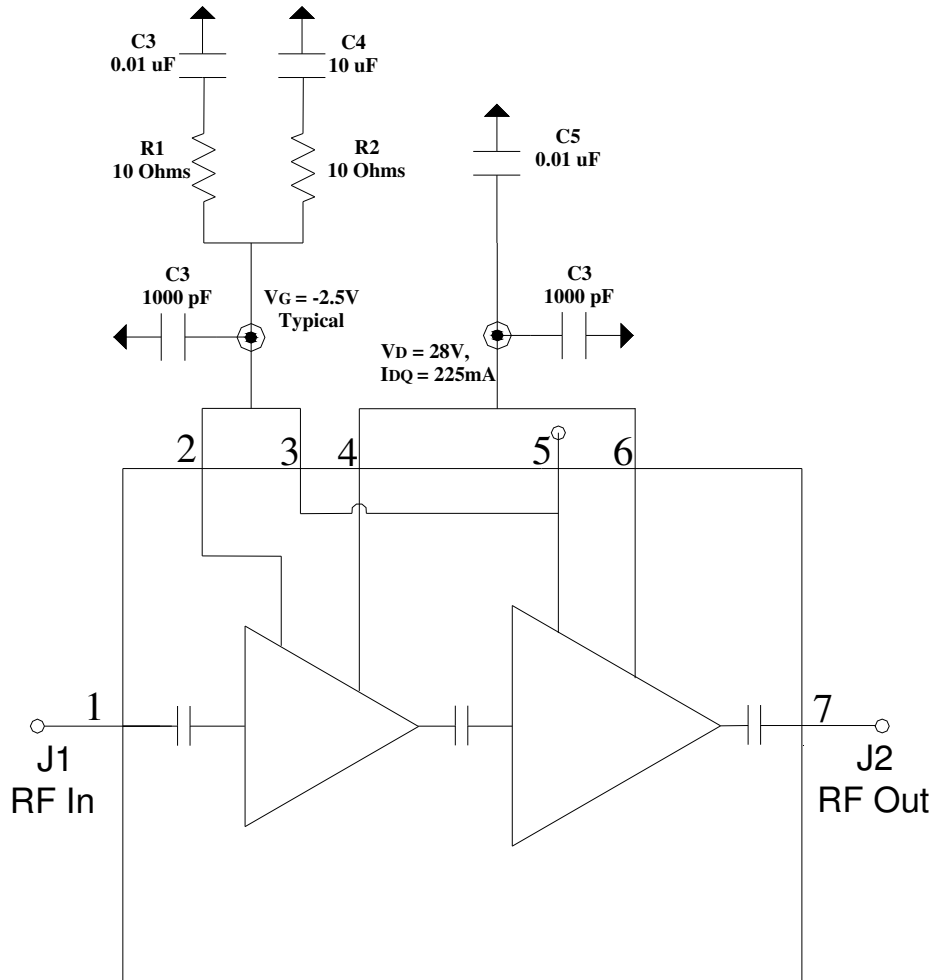 C3
0.01 uF
C4
10 uF
R1
10 Ohms
R2
10 Ohms
C5
0.01 uF
C3
1000 pF
VG = -2.5V
Typical
C3
1000 pF
VD = 28V,
IDQ = 225mA
2
3
4
5
6
1
7
J1
RF In
J2
RF Out